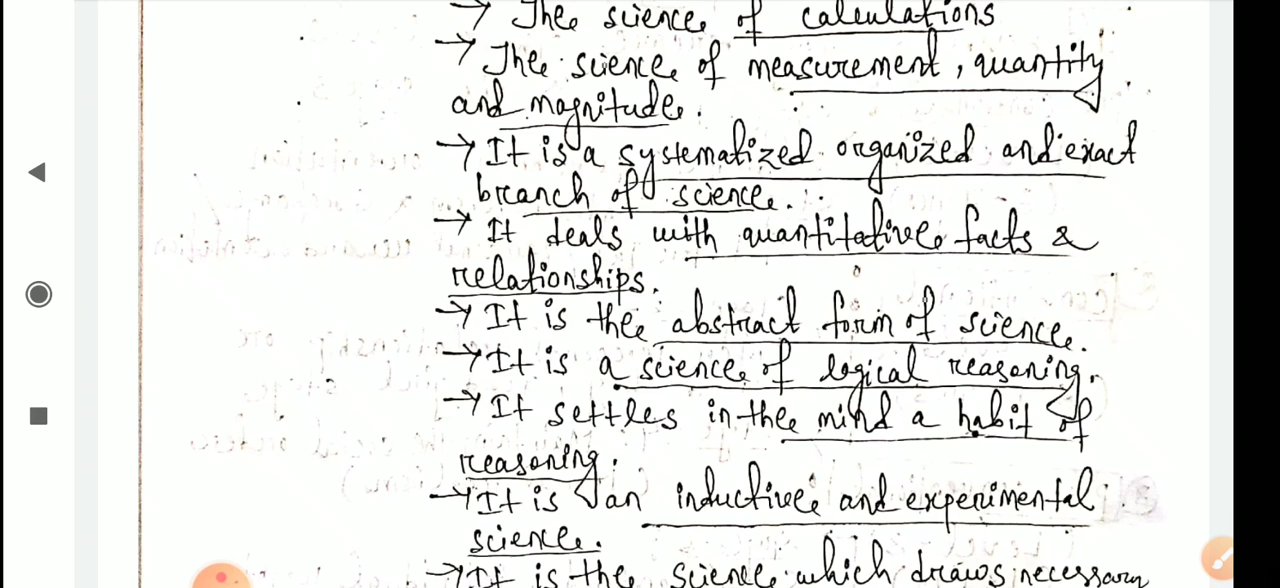 → The science of calculations
→ The science of measurement, quantity
and magnitude.
→ It is a systematized organized and exact
branch of science.
→ It deals with quantitative facts &
relationships.
→ It is the abstract form of science.
→ It is a science of logical reasoning.
→ It settles in the mind a habit of
reasoning.
→ It is an inductive and experimental
science.
→ It is the science which draws necessary